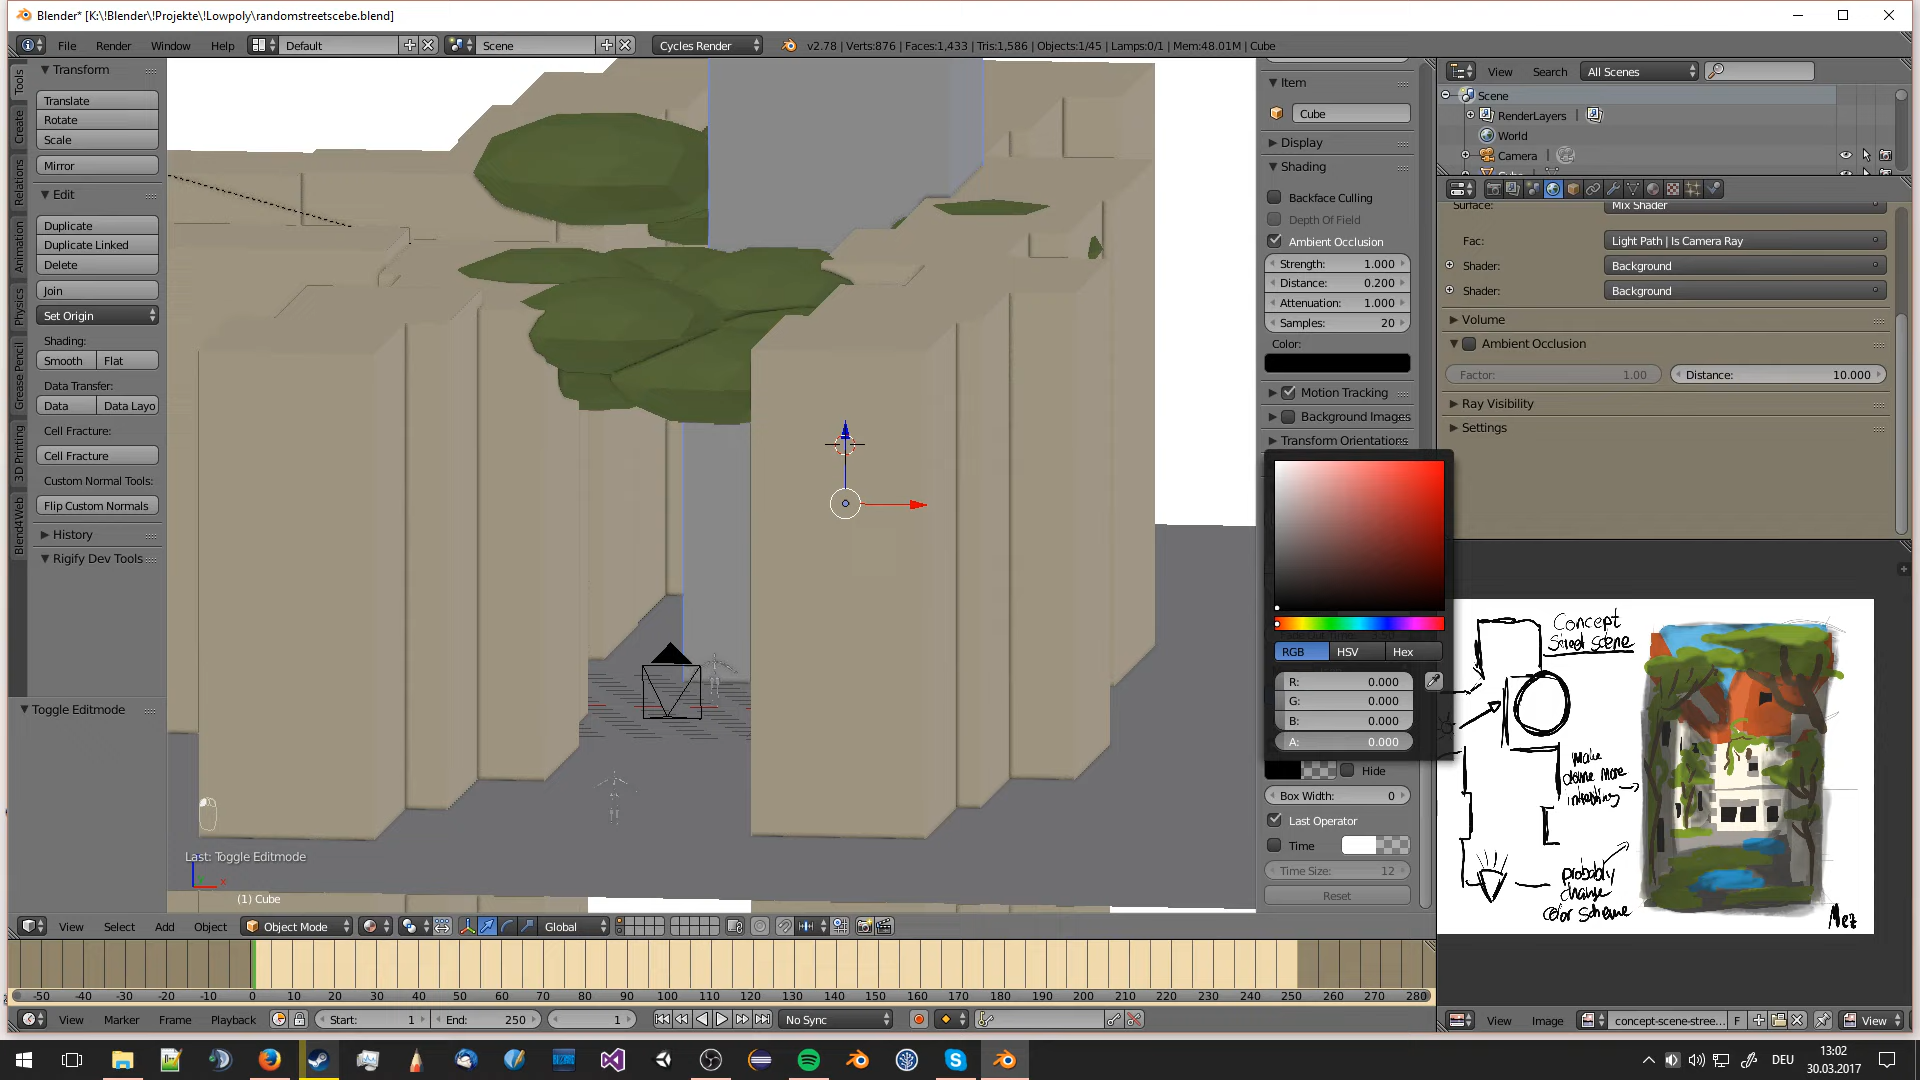 Blender* [K:\!Blender\!Projekte\!Lowpoly\randomstreetscebe.blend]
File Render Window Help Default Scene Cycles Render v2.78 | Verts:876 | Faces:1,433 | Tris:1,586 | Objects:1/45 | Lamps:0/1 | Mem:48.01M | Cube
Tools
Create
Relations
Animation
Physics
Grease Pencil
3D Printing
Blend4Web
Transform
Translate
Rotate
Scale
Mirror
Edit
Duplicate
Duplicate Linked
Delete
Join
Set Origin
Shading:
Smooth Flat
Data Transfer:
Data Data Layo
Cell Fracture:
Cell Fracture
Custom Normal Tools:
Flip Custom Normals
History
Rigify Dev Tools
Toggle Editmode
Last: Toggle Editmode
(1) Cube
x
Item
Cube
Display
Shading
Backface Culling
Depth Of Field
Ambient Occlusion
Strength: 1.000
Distance: 0.200
Attenuation: 1.000
Samples: 20
Color:
Motion Tracking
Background Images
Transform Orientations
RGB HSV Hex
R: 0.000
G: 0.000
B: 0.000
A: 0.000
Hide
Box Width: 0
Last Operator
Time
Time Size: 12
Reset
View Search All Scenes
Scene
RenderLayers
World
Camera
Surface: Mix Shader
Fac: Light Path | Is Camera Ray
Shader: Background
Shader: Background
Volume
Ambient Occlusion
Factor: 1.00 Distance: 10.000
Ray Visibility
Settings
Concept
Street Scene
make
dome more
interesting
probably
change
color scheme
Mez
View Select Add Object Object Mode Global
-50 -40 -30 -20 -10 0 10 20 30 40 50 60 70 80 90 100 110 120 130 140 150 160 170 180 190 200 210 220 230 240 250 260 270 280
View Marker Frame Playback Start: 1 End: 250 1 No Sync
View Image concept-scene-stree... F View
DEU
13:02
30.03.2017